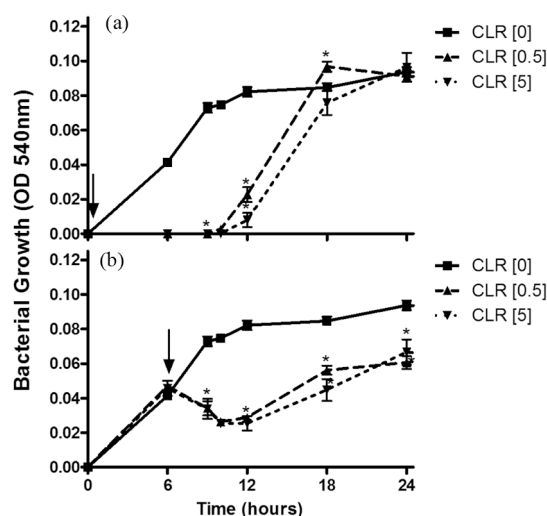 (a)
CLR [0]
CLR [0.5]
CLR [5]
0.12
0.10
0.08
0.06
0.04
0.02
0.00
*
*
*
*
(b)
CLR [0]
CLR [0.5]
CLR [5]
0.12
0.10
0.08
0.06
0.04
0.02
0.00
*
*
*
*
*
*
0
6
12
18
24
Time (hours)
Bacterial Growth (OD 540nm)